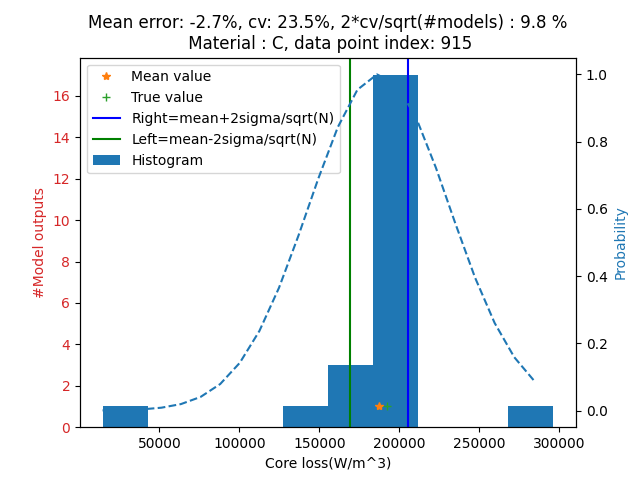 Mean error: -2.7%, cv: 23.5%, 2*cv/sqrt(#models) : 9.8 %
Material : C, data point index: 915
Mean value
True value
Right=mean+2sigma/sqrt(N)
Left=mean-2sigma/sqrt(N)
Histogram
#Model outputs
16
14
12
10
8
6
4
2
0
1.0
0.8
0.6
0.4
0.2
0.0
Probability
50000 100000 150000 200000 250000 300000
Core loss(W/m^3)